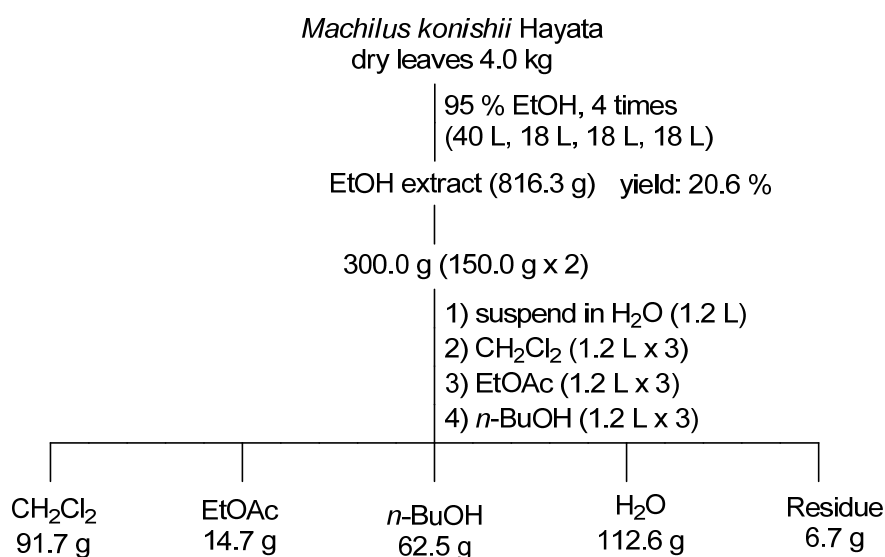 Machilus konishii Hayata
dry leaves 4.0 kg
95 % EtOH, 4 times
(40 L, 18 L, 18 L, 18 L)
EtOH extract (816.3 g) yield: 20.6 %
300.0 g (150.0 g x 2)
1) suspend in H₂O (1.2 L)
2) CH₂Cl₂ (1.2 L x 3)
3) EtOAc (1.2 L x 3)
4) n-BuOH (1.2 L x 3)
CH₂Cl₂ EtOAc n-BuOH H₂O Residue
91.7 g 14.7 g 62.5 g 112.6 g 6.7 g